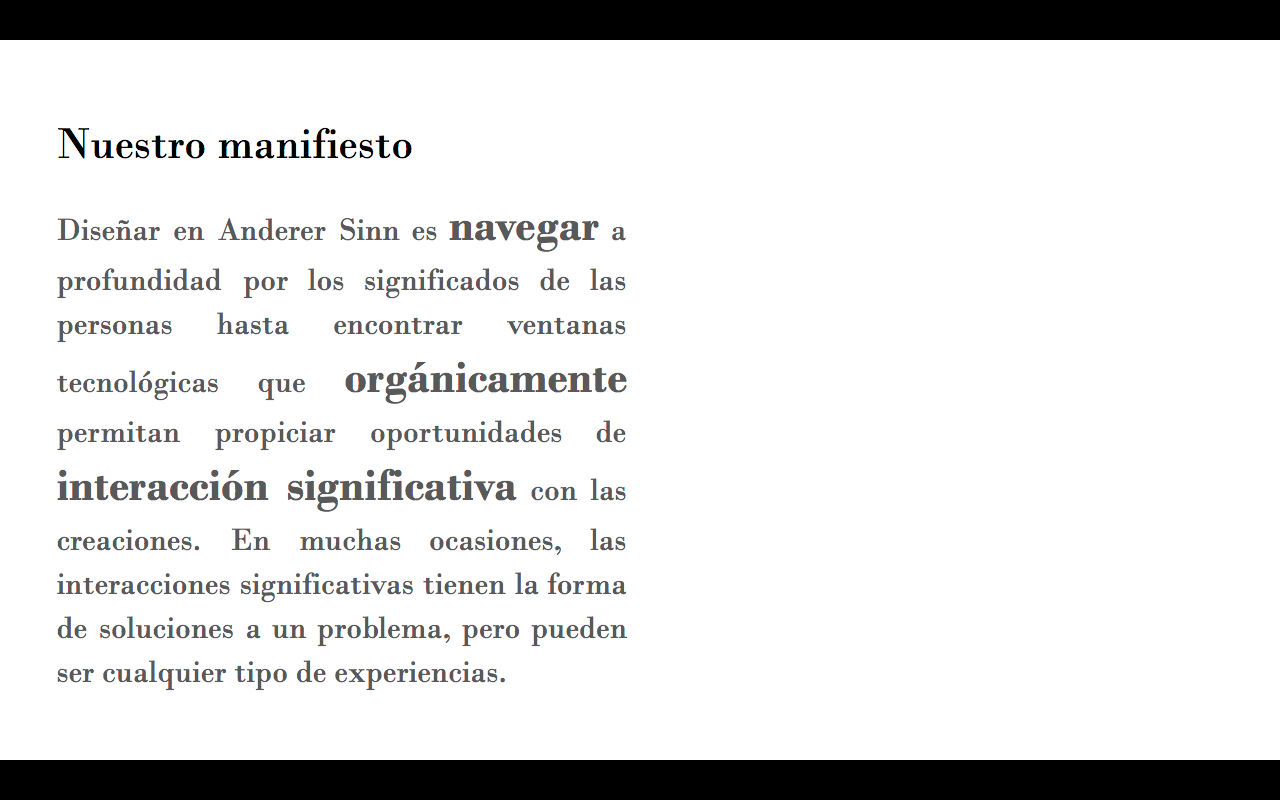 Nuestro manifiesto
Diseñar en Anderer Sinn es navegar a
profundidad por los significados de las
personas hasta encontrar ventanas
tecnológicas que orgánicamente
permitan propiciar oportunidades de
interacción significativa con las
creaciones. En muchas ocasiones, las
interacciones significativas tienen la forma
de soluciones a un problema, pero pueden
ser cualquier tipo de experiencias.